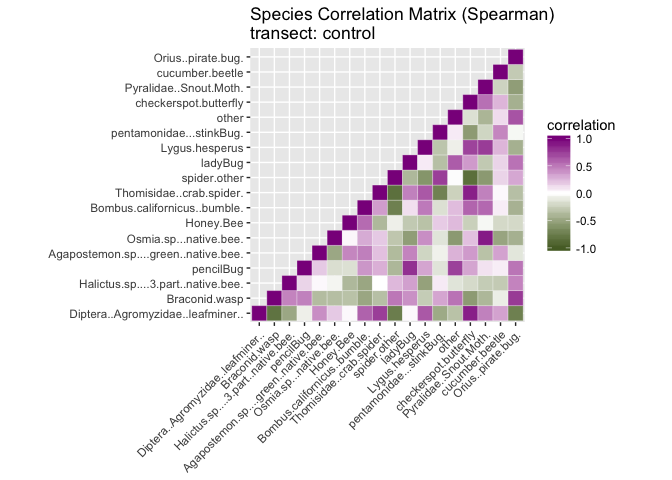 Species Correlation Matrix (Spearman)
transect: control
Orius..pirate.bug.
cucumber.beetle
Pyralidae..Snout.Moth.
checkerspot.butterfly
other
pentamonidae...stinkBug.
Lygus.hesperus
ladyBug
spider.other
Thomisidae..crab.spider.
Bombus.californicus..bumble.
Honey.Bee
Osmia.sp...native.bee.
Agapostemon.sp....green..native.bee.
pencilBug
Halictus.sp....3.part..native.bee.
Braconid.wasp
Diptera..Agromyzidae..leafminer..
Diptera..Agromyzidae..leafminer..
Braconid.wasp
Halictus.sp....3.part..native.bee.
pencilBug
Agapostemon.sp....green..native.bee.
Osmia.sp...native.bee.
Honey.Bee
Bombus.californicus..bumble.
Thomisidae..crab.spider.
spider.other
ladyBug
Lygus.hesperus
pentamonidae...stinkBug.
other
checkerspot.butterfly
Pyralidae..Snout.Moth.
cucumber.beetle
Orius..pirate.bug.
correlation
1.0
0.5
0.0
-0.5
-1.0